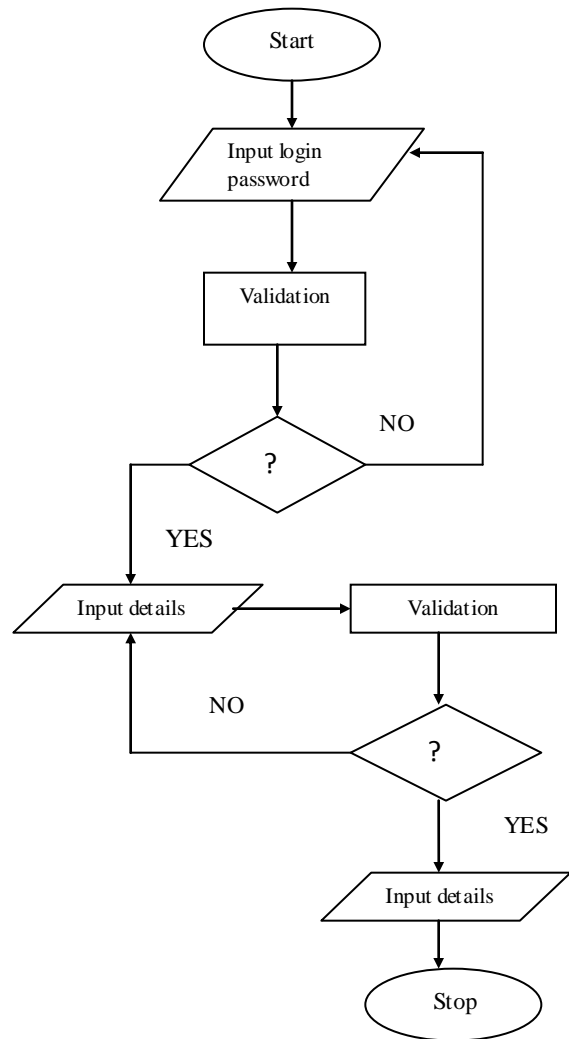 Start
Input login
password
Validation
NO
?
YES
Input details
Validation
NO
?
YES
Input details
Stop